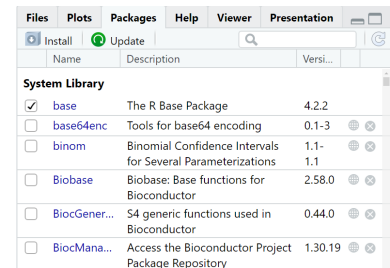 Files Plots Packages Help Viewer Presentation
Install Update
Name Description Versi...
System Library
base The R Base Package 4.2.2
base64enc Tools for base64 encoding 0.1-3
binom Binomial Confidence Intervals 1.1-
for Several Parameterizations 1.1
Biobase Biobase: Base functions for 2.58.0
Bioconductor
BiocGener... S4 generic functions used in 0.44.0
Bioconductor
BiocMana... Access the Bioconductor Project 1.30.19
Package Repository